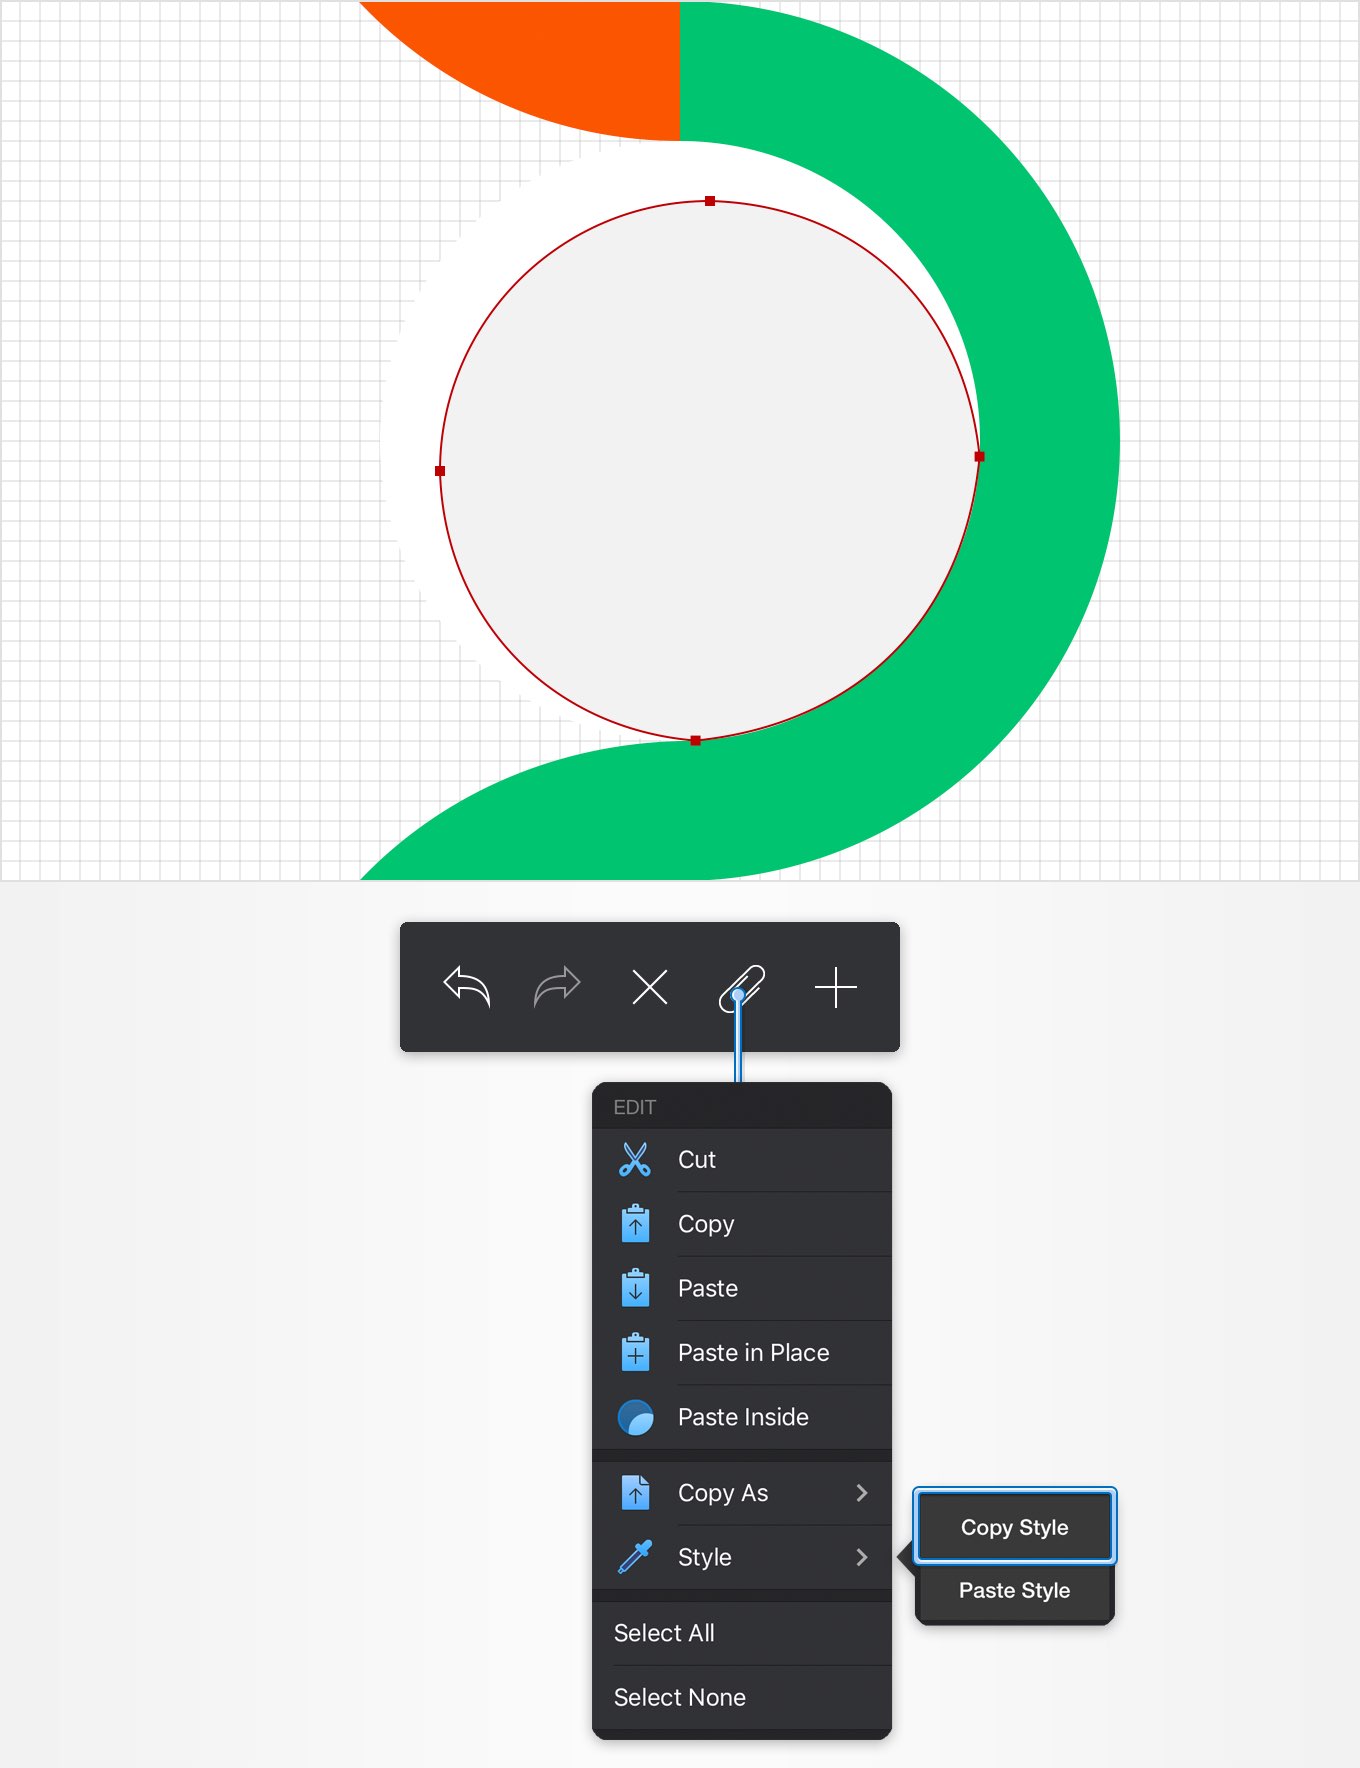 EDIT
Cut
Copy
Paste
Paste in Place
Paste Inside
Copy As
Style
Copy Style
Paste Style
Select All
Select None